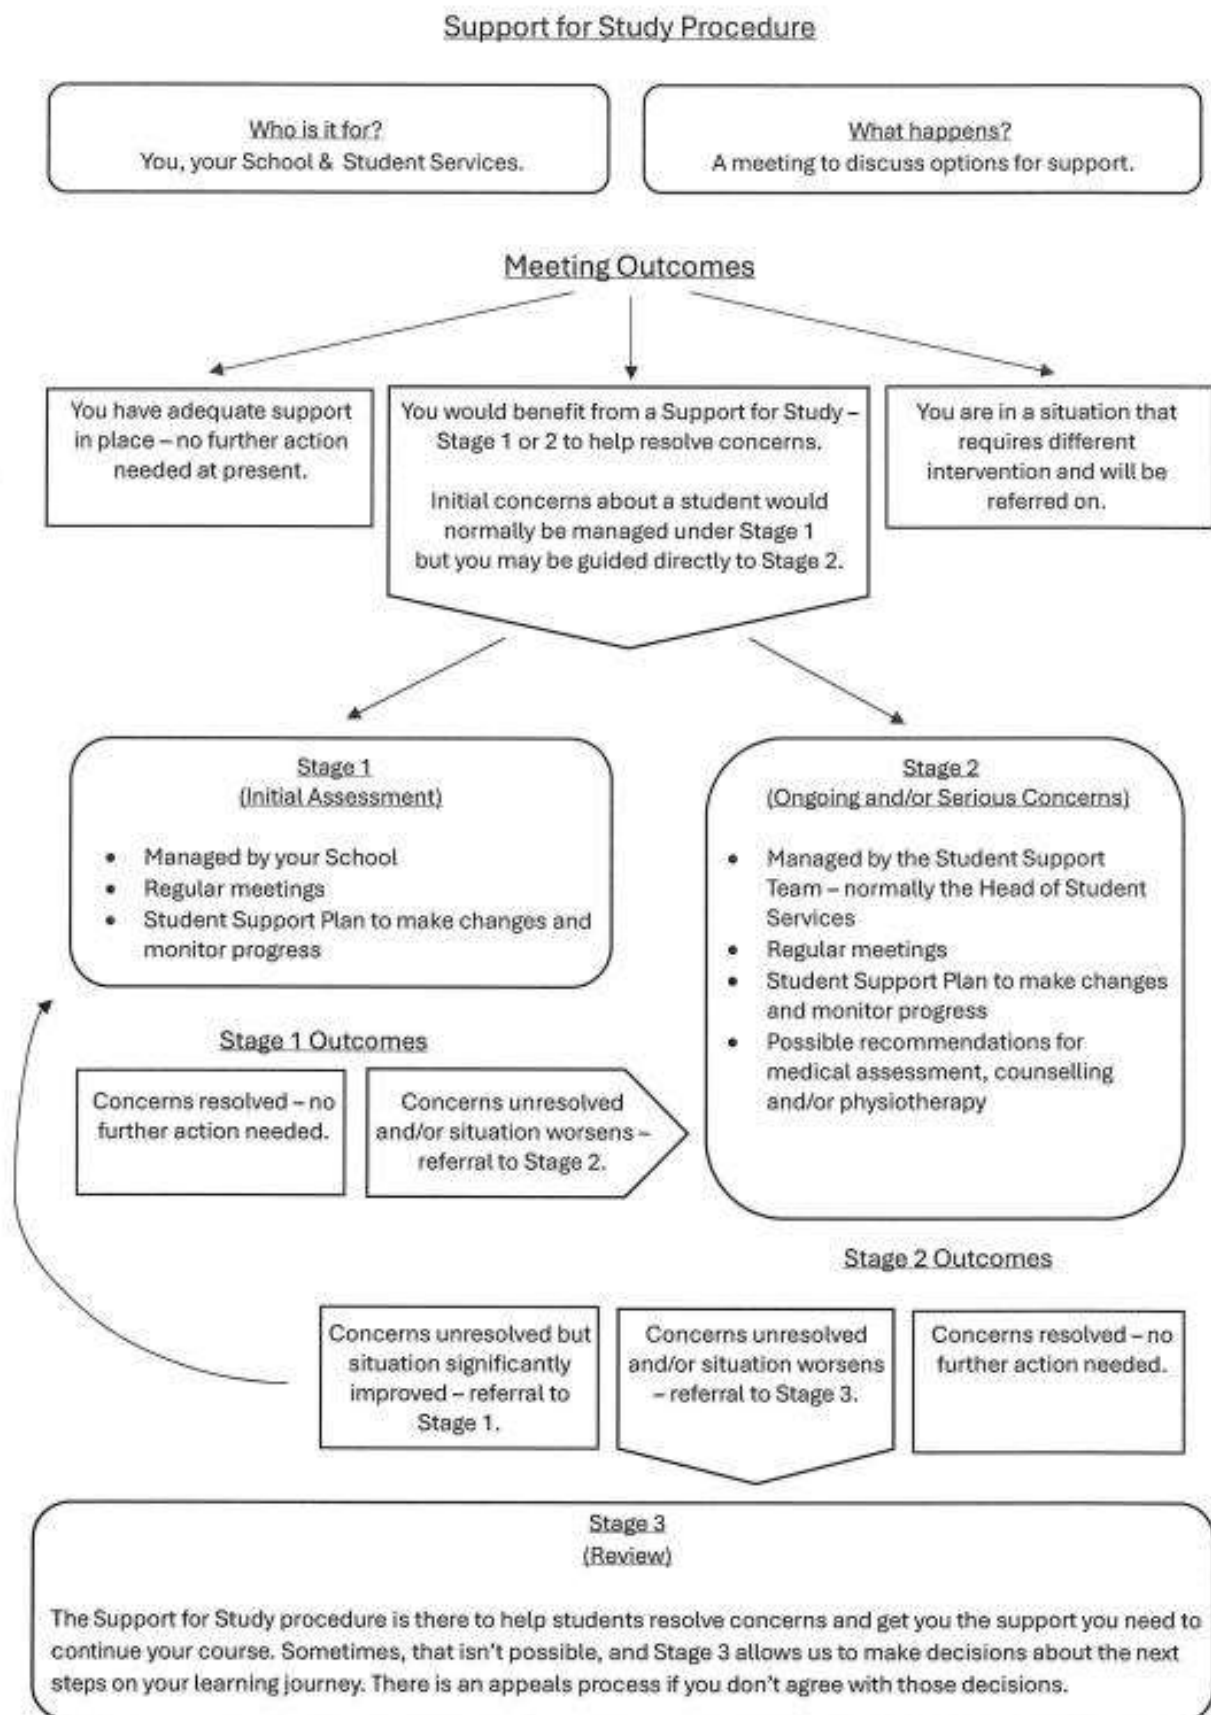 Support for Study Procedure
Who is it for?
You, your School & Student Services.
What happens?
A meeting to discuss options for support.
Meeting Outcomes
You have adequate support
in place – no further action
needed at present.
You would benefit from a Support for Study –
Stage 1 or 2 to help resolve concerns.
Initial concerns about a student would
normally be managed under Stage 1
but you may be guided directly to Stage 2.
You are in a situation that
requires different
intervention and will be
referred on.
Stage 1
(Initial Assessment)
• Managed by your School
• Regular meetings
• Student Support Plan to make changes and
monitor progress
Stage 2
(Ongoing and/or Serious Concerns)
• Managed by the Student Support
Team – normally the Head of Student
Services
• Regular meetings
• Student Support Plan to make changes
and monitor progress
• Possible recommendations for
medical assessment, counselling
and/or physiotherapy
Stage 1 Outcomes
Concerns resolved – no
further action needed.
Concerns unresolved
and/or situation worsens –
referral to Stage 2.
Stage 2 Outcomes
Concerns unresolved but
situation significantly
improved – referral to
Stage 1.
Concerns unresolved
and/or situation worsens
– referral to Stage 3.
Concerns resolved – no
further action needed.
Stage 3
(Review)
The Support for Study procedure is there to help students resolve concerns and get you the support you need to
continue your course. Sometimes, that isn't possible, and Stage 3 allows us to make decisions about the next
steps on your learning journey. There is an appeals process if you don't agree with those decisions.